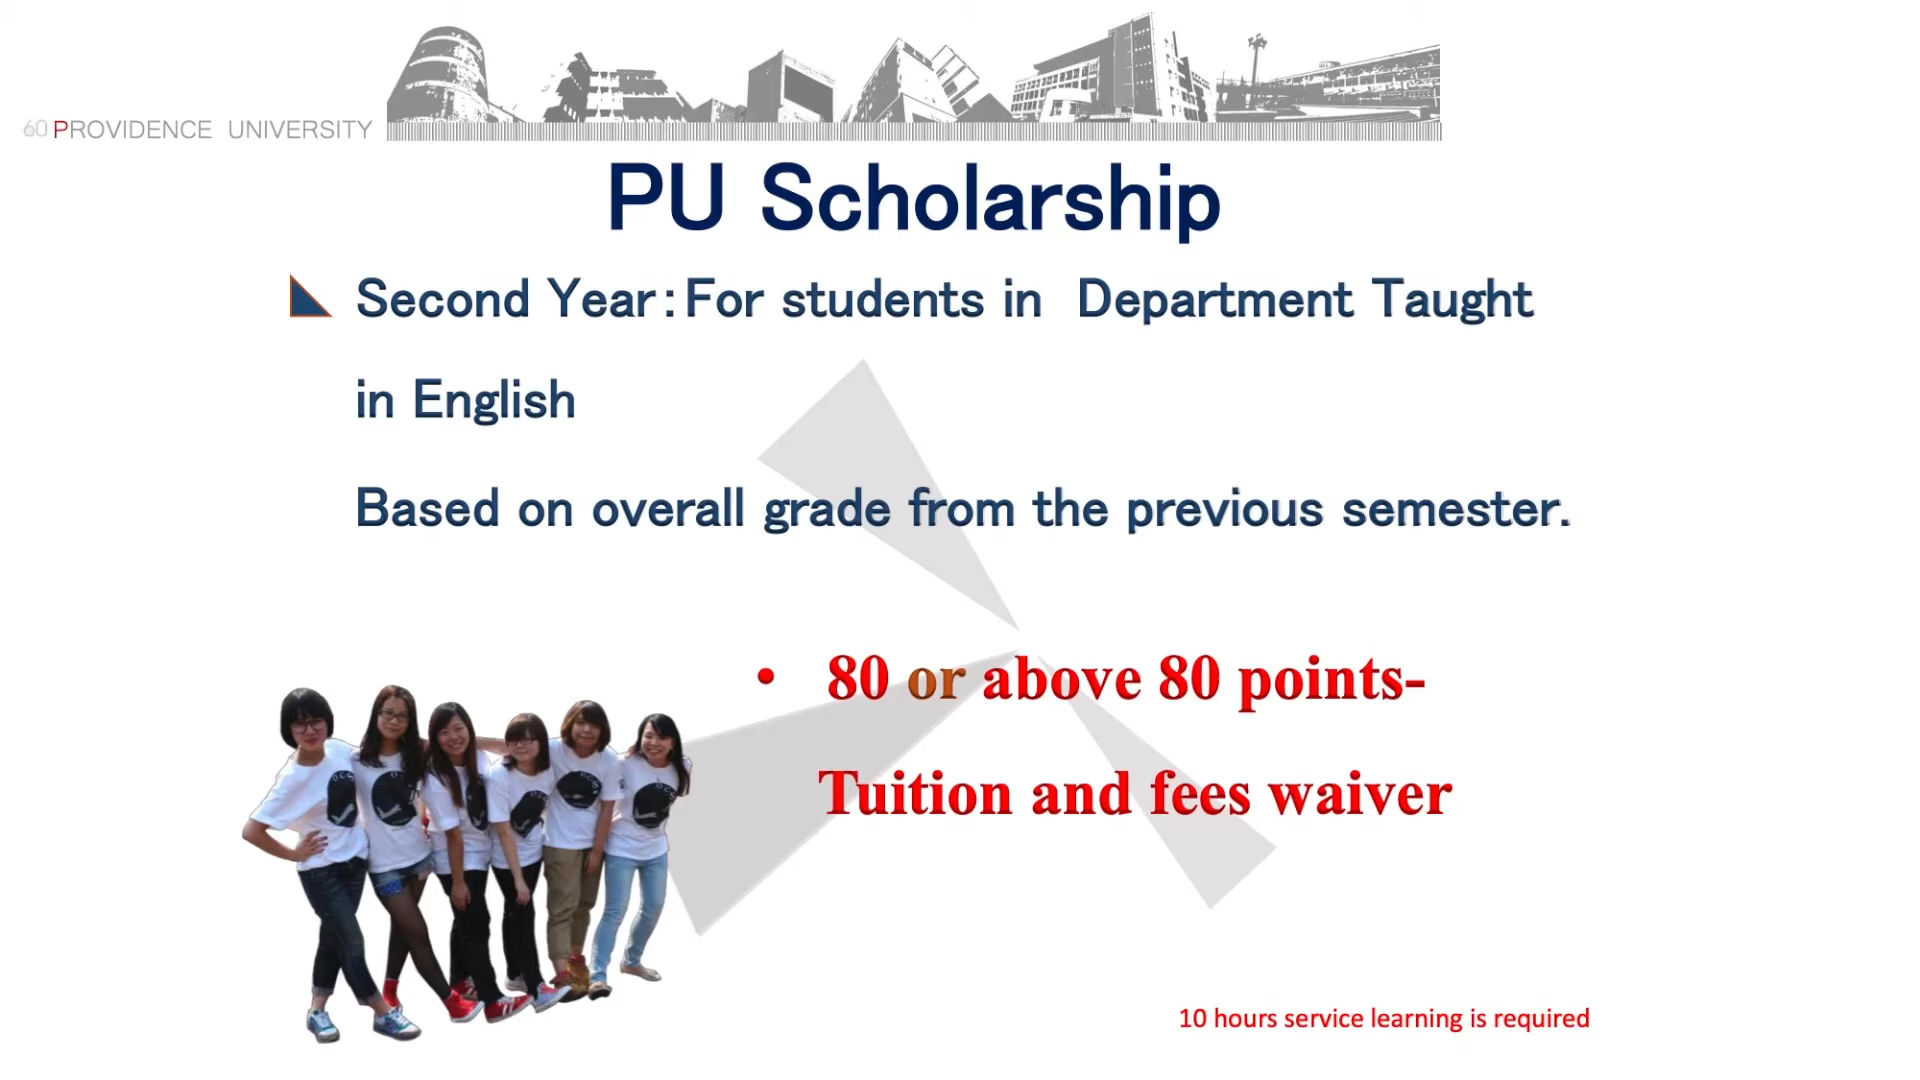 60 PROVIDENCE UNIVERSITY
PU Scholarship
Second Year:For students in Department Taught
in English
Based on overall grade from the previous semester.
• 80 or above 80 points-
Tuition and fees waiver
10 hours service learning is required